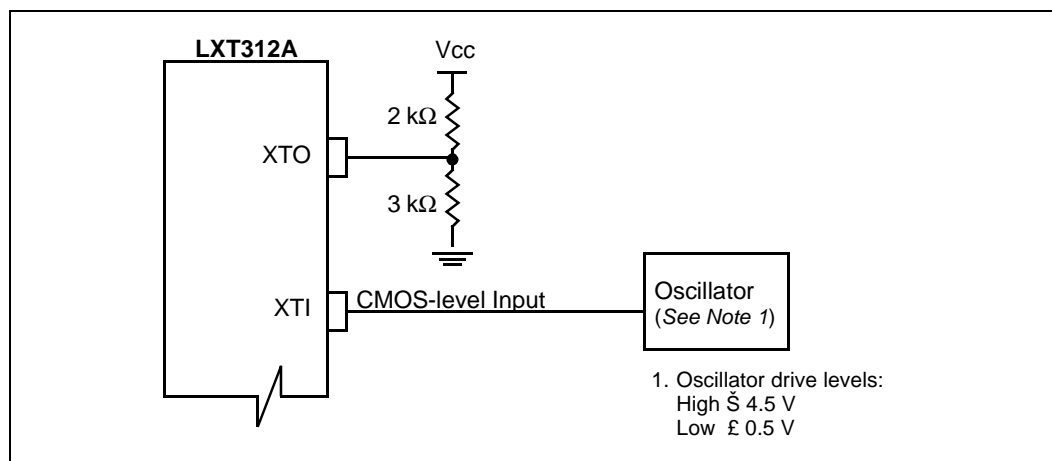 LXT312A
Vcc
2 kΩ
XTO
3 kΩ
XTI
CMOS-level Input
Oscillator
(See Note 1)
1. Oscillator drive levels:
High Š 4.5 V
Low £ 0.5 V